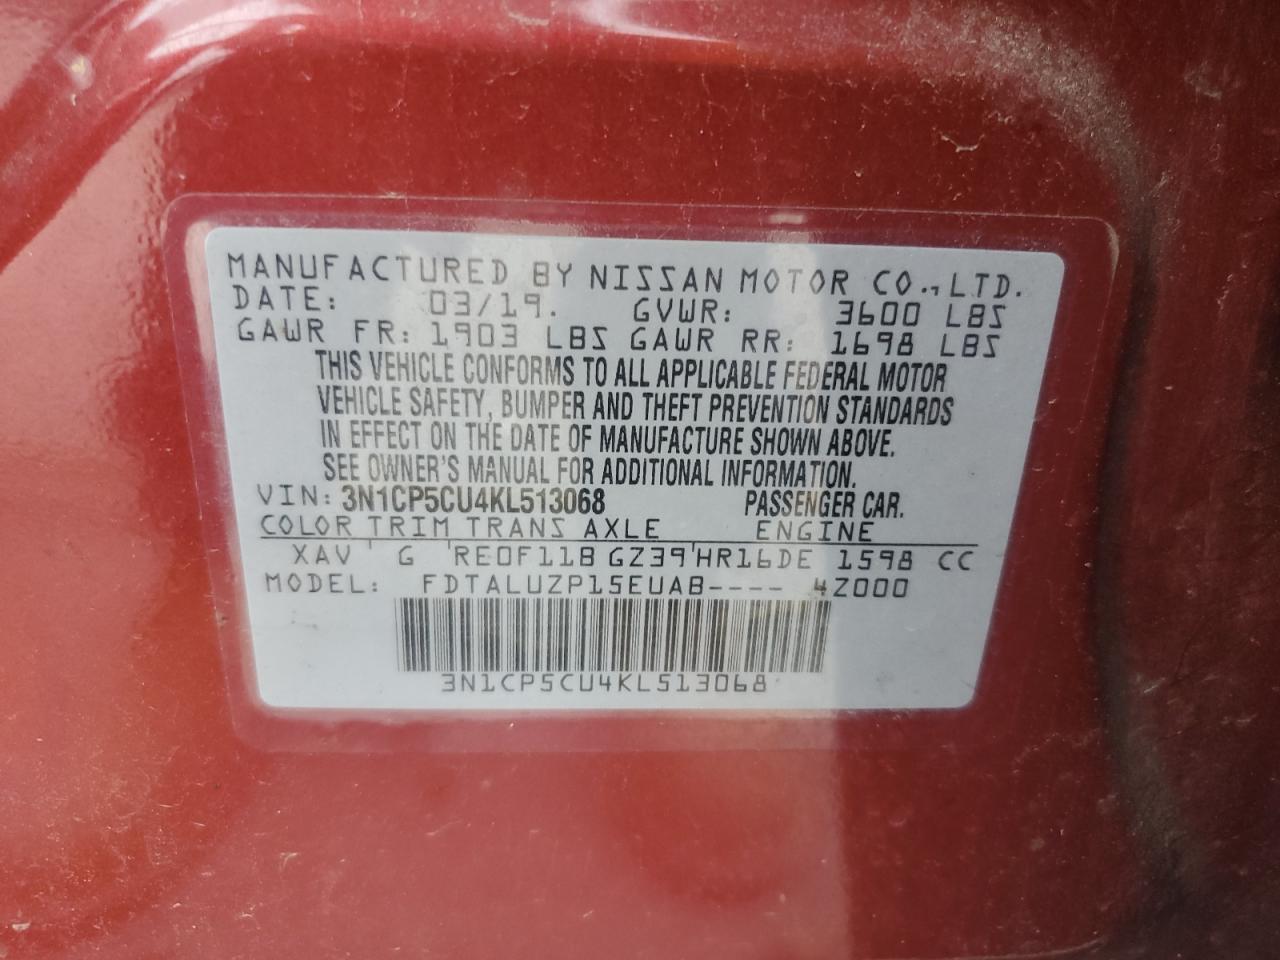 MANUFACTURED BY NISSAN MOTOR CO., LTD.
DATE: 03/19. GVWR: 3600 LBS
GAWR FR: 1903 LBS GAWR RR: 1698 LBS
THIS VEHICLE CONFORMS TO ALL APPLICABLE FEDERAL MOTOR
VEHICLE SAFETY, BUMPER AND THEFT PREVENTION STANDARDS
IN EFFECT ON THE DATE OF MANUFACTURE SHOWN ABOVE.
SEE OWNER'S MANUAL FOR ADDITIONAL INFORMATION.
VIN: 3N1CP5CU4KL513068 PASSENGER CAR.
COLOR TRIM TRANS AXLE ENGINE
XAV G RE0F11B GZ39 HR16DE 1598 CC
MODEL: FDTALUZP15EUAB---- 4Z000
3N1CP5CU4KL513068